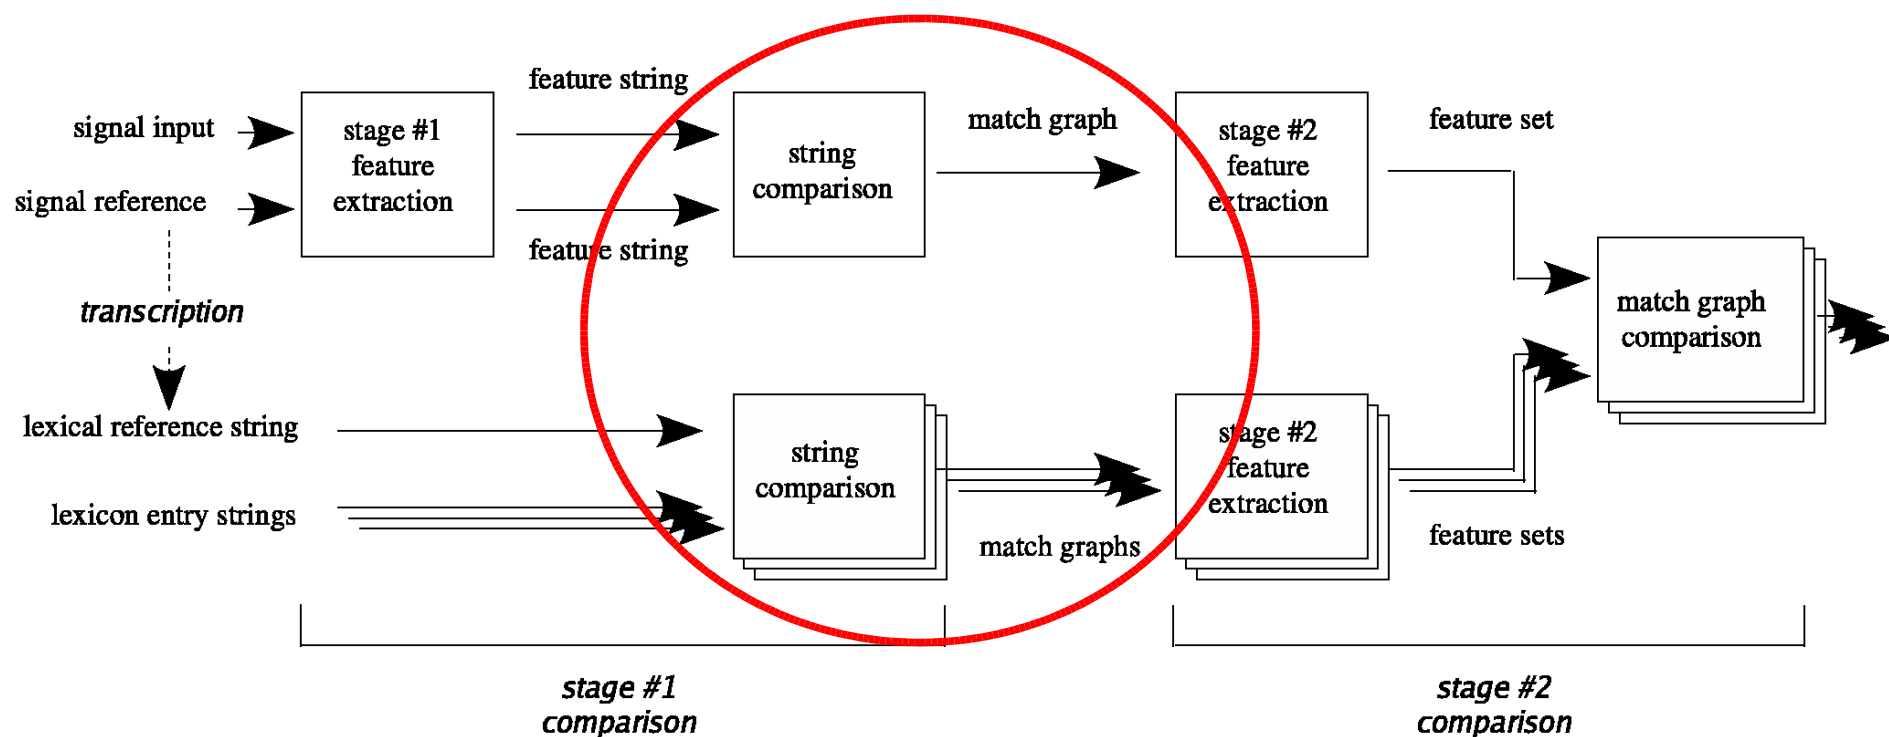 feature string
signal input
stage #1
feature
extraction
string
comparison
match graph
stage #2
feature
extraction
feature set
signal reference
feature string
transcription
match graph
comparison
lexical reference string
string
comparison
stage #2
feature
extraction
lexicon entry strings
match graphs
feature sets
stage #1
comparison
stage #2
comparison